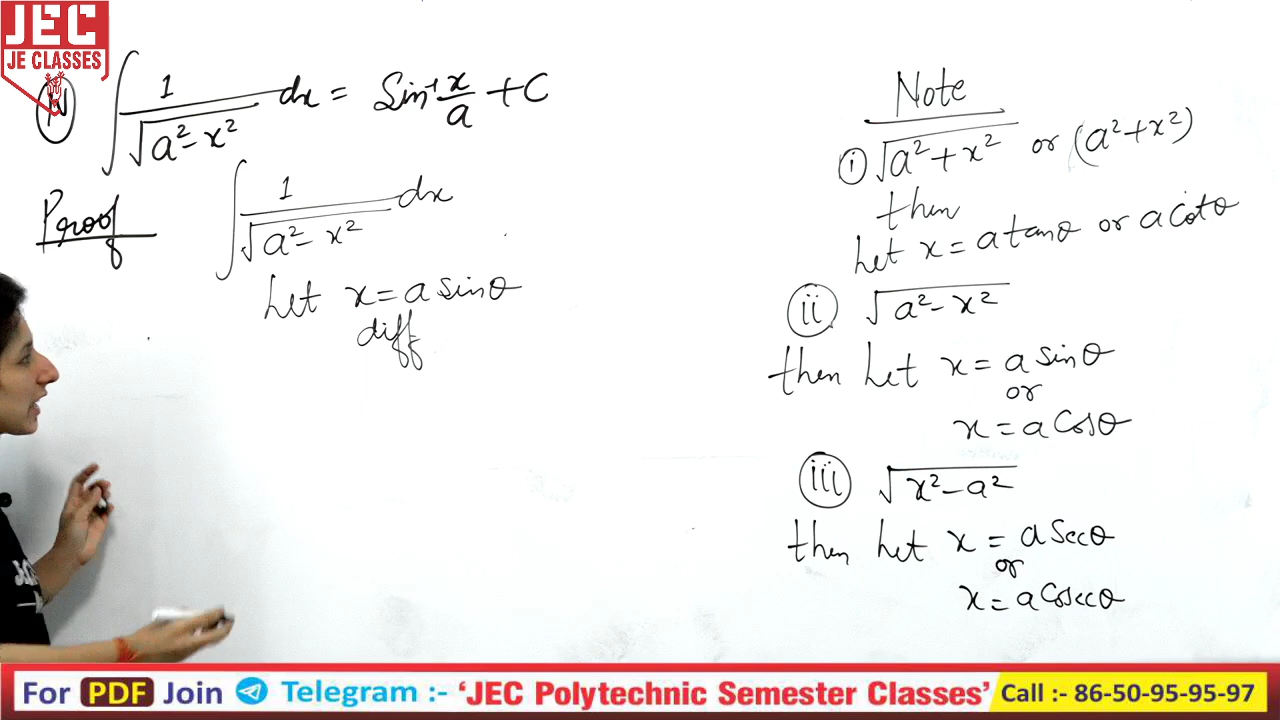 JEC
JE CLASSES
∫ 1/√(a²-x²) dx = Sin⁻¹ x/a + C
Proof ∫ 1/√(a²-x²) dx
Let x = a sinθ
diff
Note
(i) √(a²+x²) or (a²+x²)
then
Let x = a tanθ or a cotθ
(ii) √(a²-x²)
then Let x = a sinθ
or
x = a Cosθ
(iii) √(x²-a²)
then Let x = a Secθ
or
x = a Cosecθ
For PDF Join Telegram :- ‘JEC Polytechnic Semester Classes’ Call :- 86-50-95-95-97